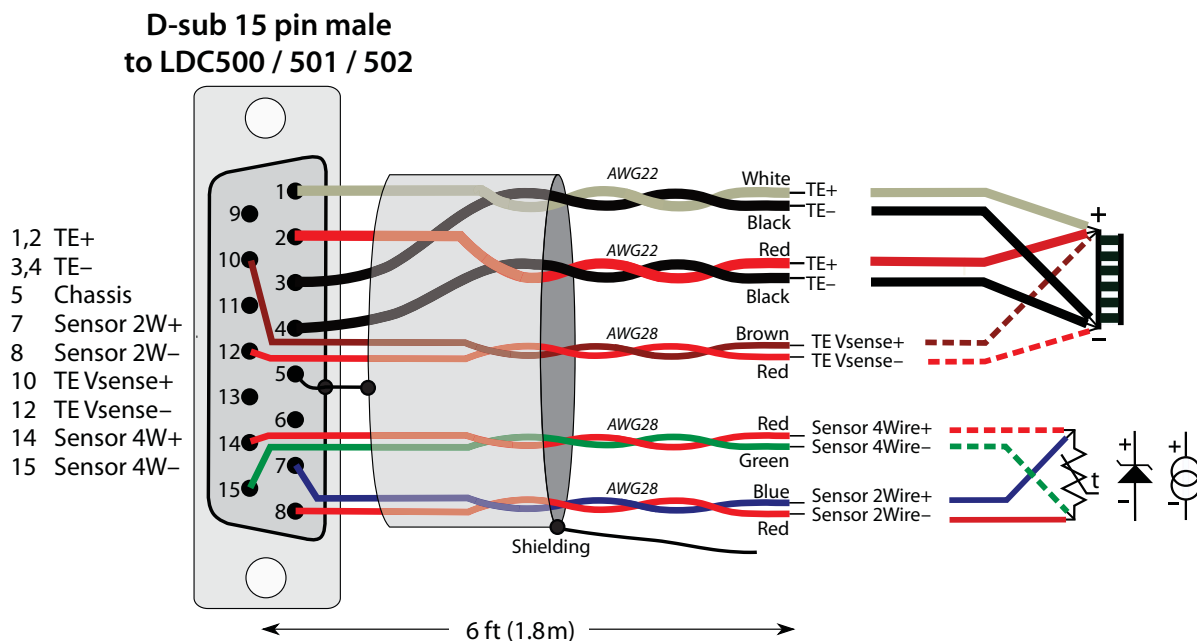 D-sub 15 pin male
to LDC500 / 501 / 502
1,2 TE+
3,4 TE–
5 Chassis
7 Sensor 2W+
8 Sensor 2W–
10 TE Vsense+
12 TE Vsense–
14 Sensor 4W+
15 Sensor 4W–
1
9
2
10
3
11
4
12
5
13
6
14
7
15
8
AWG22
White
TE+
TE–
Black
AWG22
Red
TE+
TE–
Black
Brown
TE Vsense+
TE Vsense–
Red
AWG28
AWG28
Red
Sensor 4Wire+
Sensor 4Wire–
Green
AWG28
Blue
Sensor 2Wire+
Sensor 2Wire–
Red
Shielding
+
–
t
+
-
+
-
6 ft (1.8m)